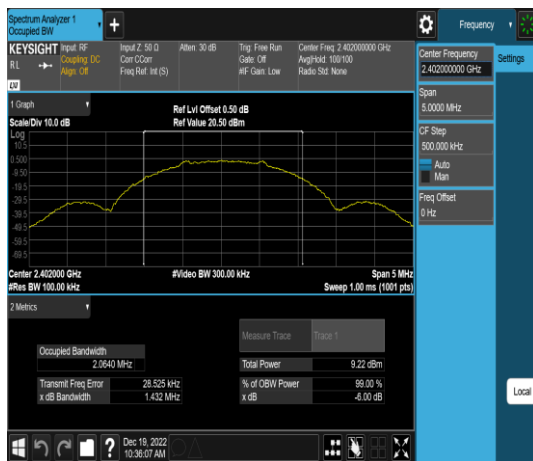 Spectrum Analyzer 1
Occupied BW
Frequency
KEYSIGHT
RL
Input: RF
Coupling: DC
Align: Off
Input Z: 50 Ω
Corr CCorr
Freq Ref: Int (S)
Atten: 30 dB
Trig: Free Run
Gate: Off
#IF Gain: Low
Center Freq: 2.402000000 GHz
Avg|Hold: 100/100
Radio Std: None
LXI
1 Graph
Scale/Div 10.0 dB
Ref Lvl Offset 0.50 dB
Ref Value 20.50 dBm
Log
10.5
0.500
-9.50
-19.5
-29.5
-39.5
-49.5
-59.5
-69.5
Center 2.402000 GHz
#Res BW 100.00 kHz
#Video BW 300.00 kHz
Span 5 MHz
Sweep 1.00 ms (1001 pts)
2 Metrics
Measure Trace
Trace 1
Occupied Bandwidth
2.0640 MHz
Total Power
9.22 dBm
Transmit Freq Error
28.525 kHz
% of OBW Power
99.00 %
x dB Bandwidth
1.432 MHz
x dB
-6.00 dB
Center Frequency
2.402000000 GHz
Settings
Span
5.0000 MHz
CF Step
500.000 kHz
Auto
Man
Freq Offset
0 Hz
Local
?
Dec 19, 2022
10:36:07 AM